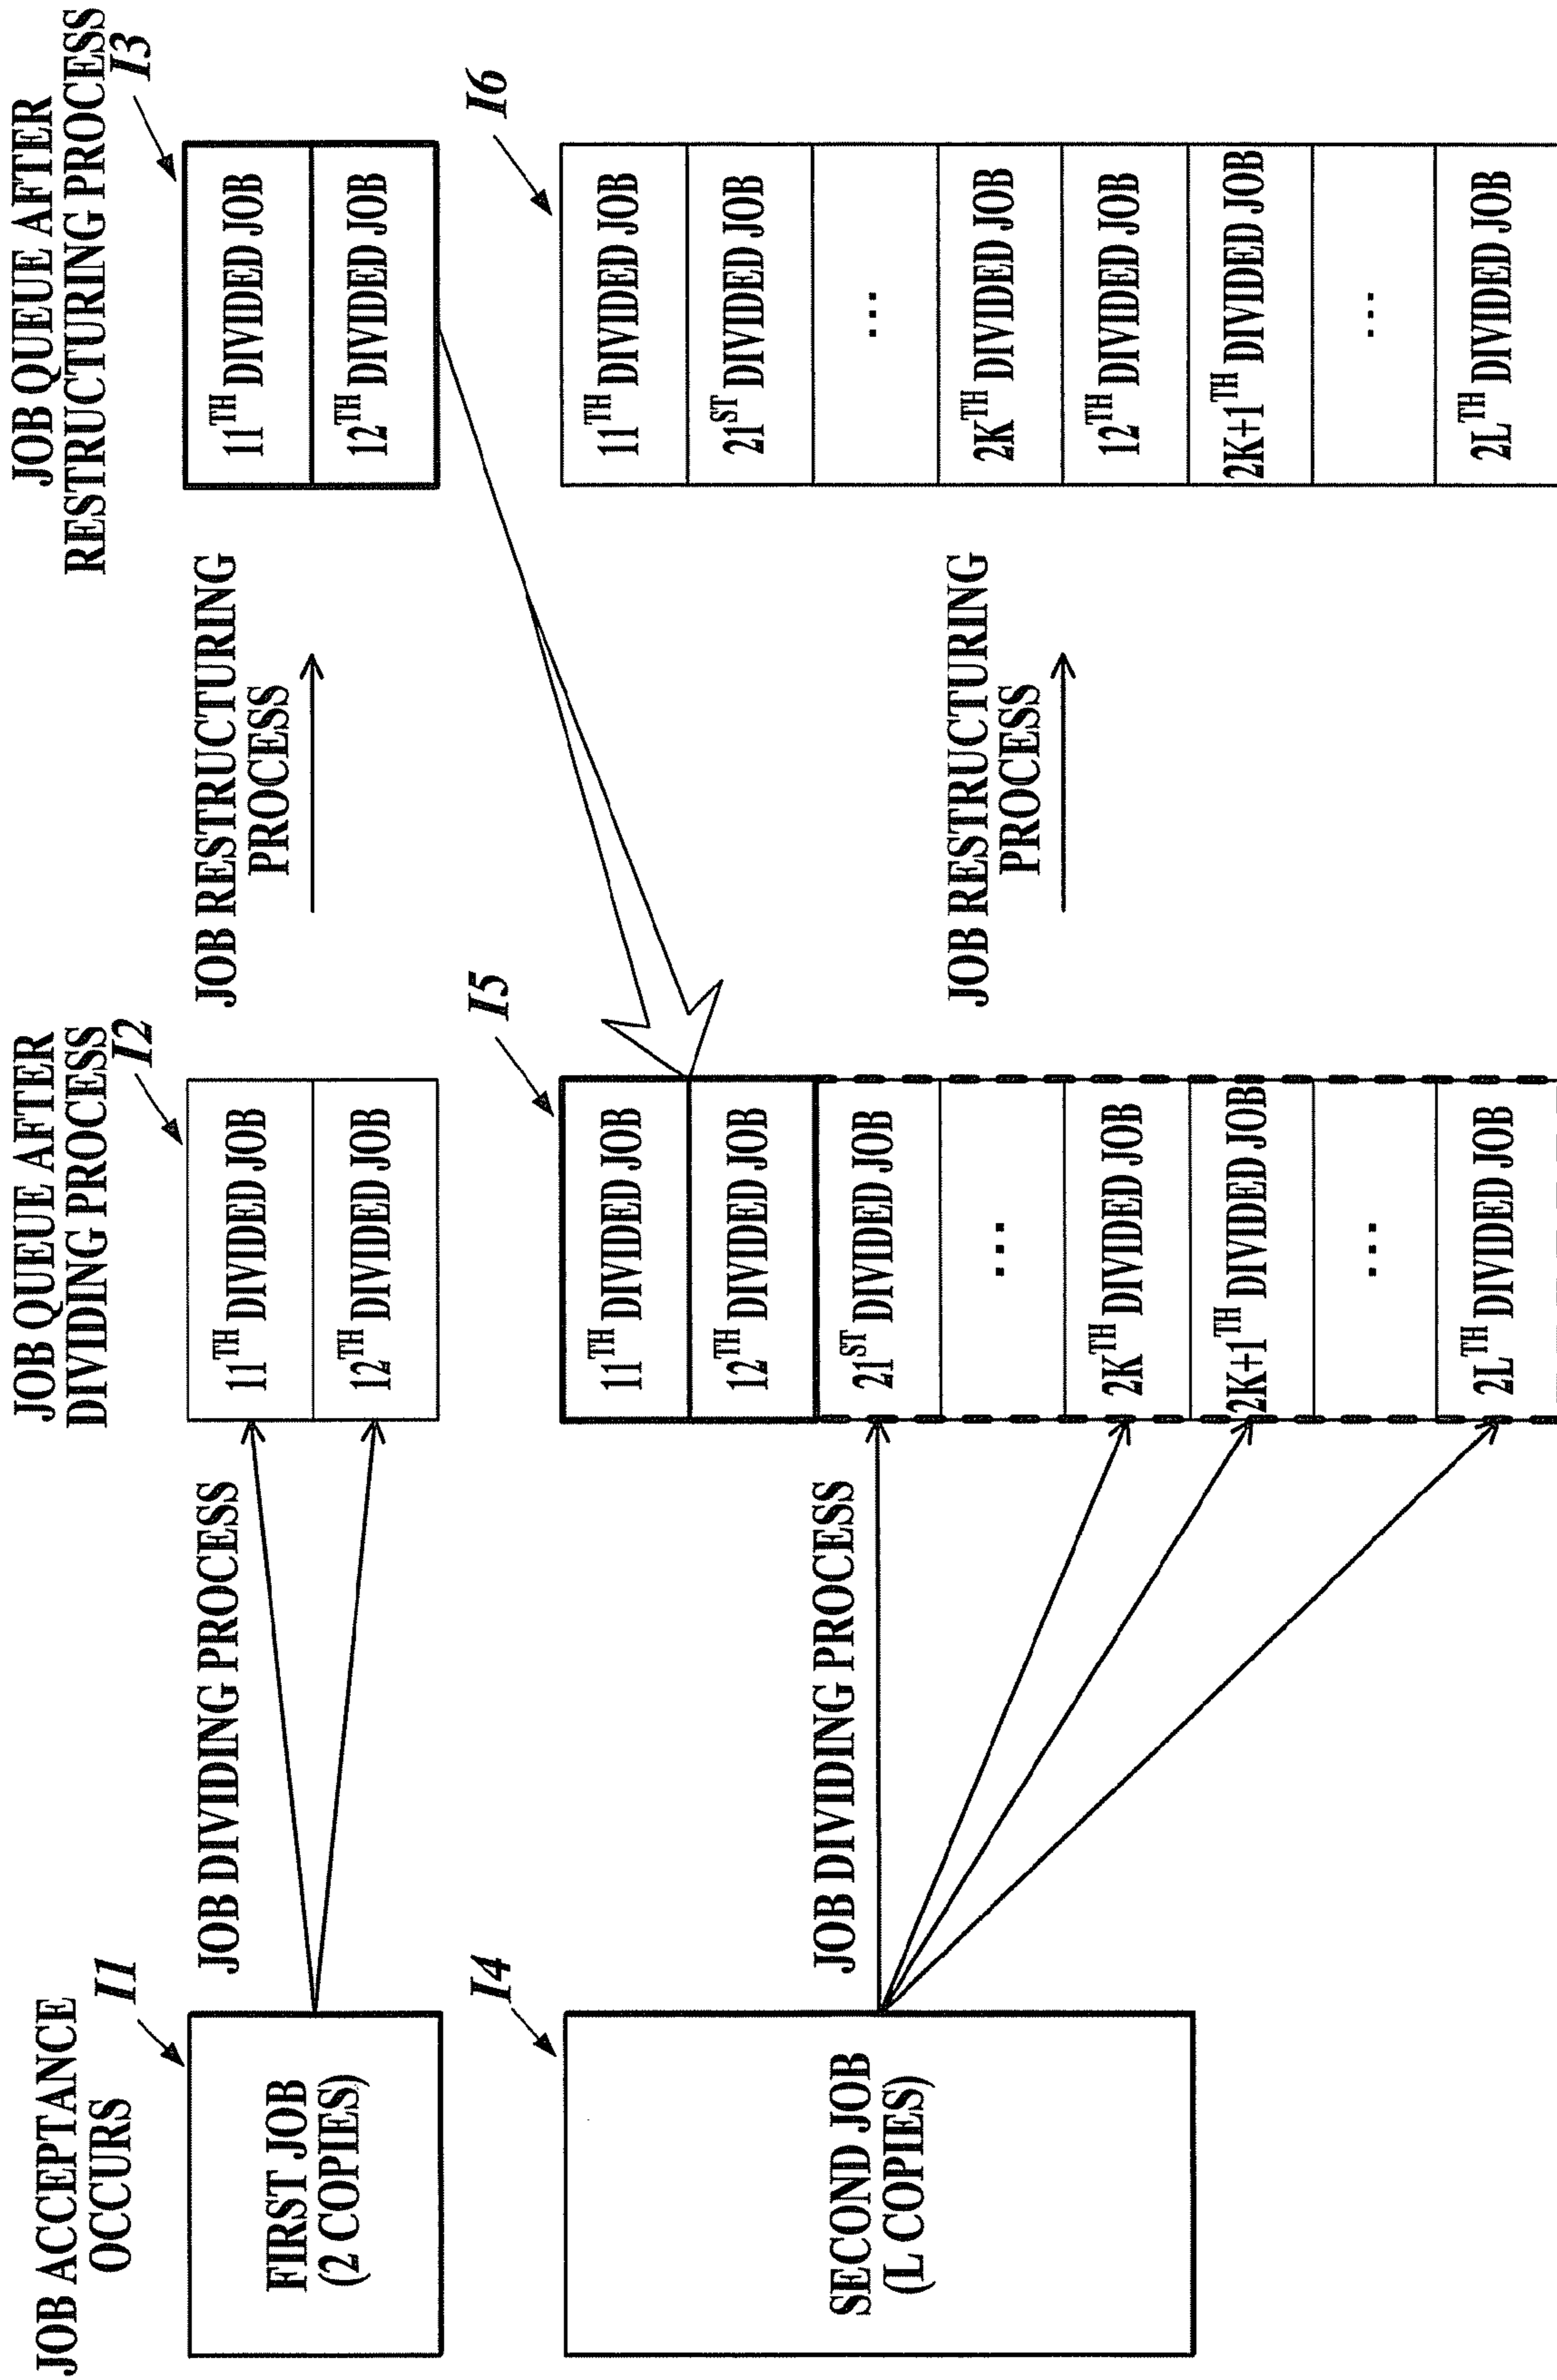 JOB ACCEPTANCE
OCCURS
I1
FIRST JOB
(2 COPIES)
JOB DIVIDING PROCESS
JOB QUEUE AFTER
DIVIDING PROCESS
I2
11TH DIVIDED JOB
12TH DIVIDED JOB
JOB RESTRUCTURING
PROCESS
JOB QUEUE AFTER
RESTRUCTURING PROCESS
I3
11TH DIVIDED JOB
12TH DIVIDED JOB
I4
SECOND JOB
(L COPIES)
JOB DIVIDING PROCESS
I5
11TH DIVIDED JOB
12TH DIVIDED JOB
21ST DIVIDED JOB
...
2KTH DIVIDED JOB
2K+1TH DIVIDED JOB
...
2LTH DIVIDED JOB
JOB RESTRUCTURING
PROCESS
I6
11TH DIVIDED JOB
21ST DIVIDED JOB
...
2KTH DIVIDED JOB
12TH DIVIDED JOB
2K+1TH DIVIDED JOB
...
2LTH DIVIDED JOB